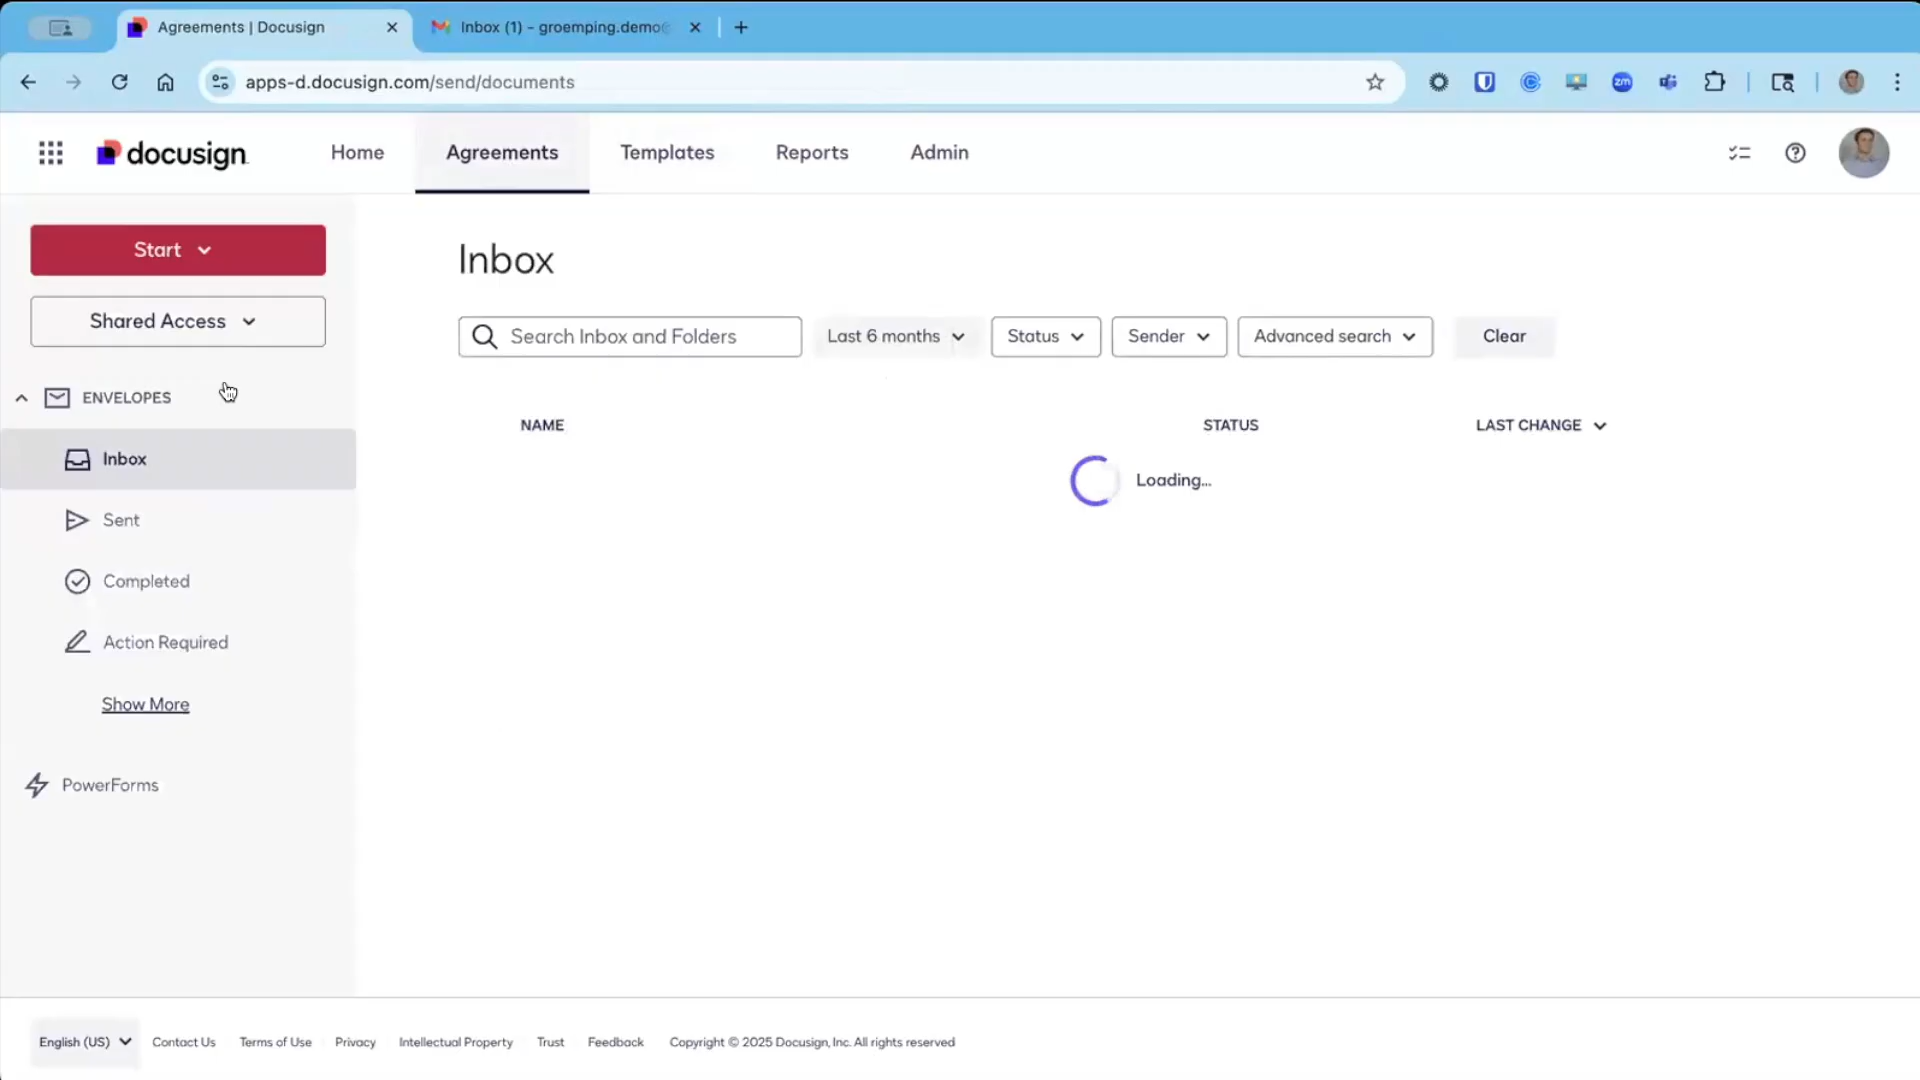 Agreements | Docusign
Inbox (1) - groemping.demo@
apps-d.docusign.com/send/documents
zm
docusign
Home
Agreements
Templates
Reports
Admin
Start
Shared Access
ENVELOPES
Inbox
Sent
Completed
Action Required
Show More
PowerForms
Inbox
Search Inbox and Folders
Last 6 months
Status
Sender
Advanced search
Clear
NAME
STATUS
LAST CHANGE
Loading...
English (US)
Contact Us
Terms of Use
Privacy
Intellectual Property
Trust
Feedback
Copyright © 2025 Docusign, Inc. All rights reserved